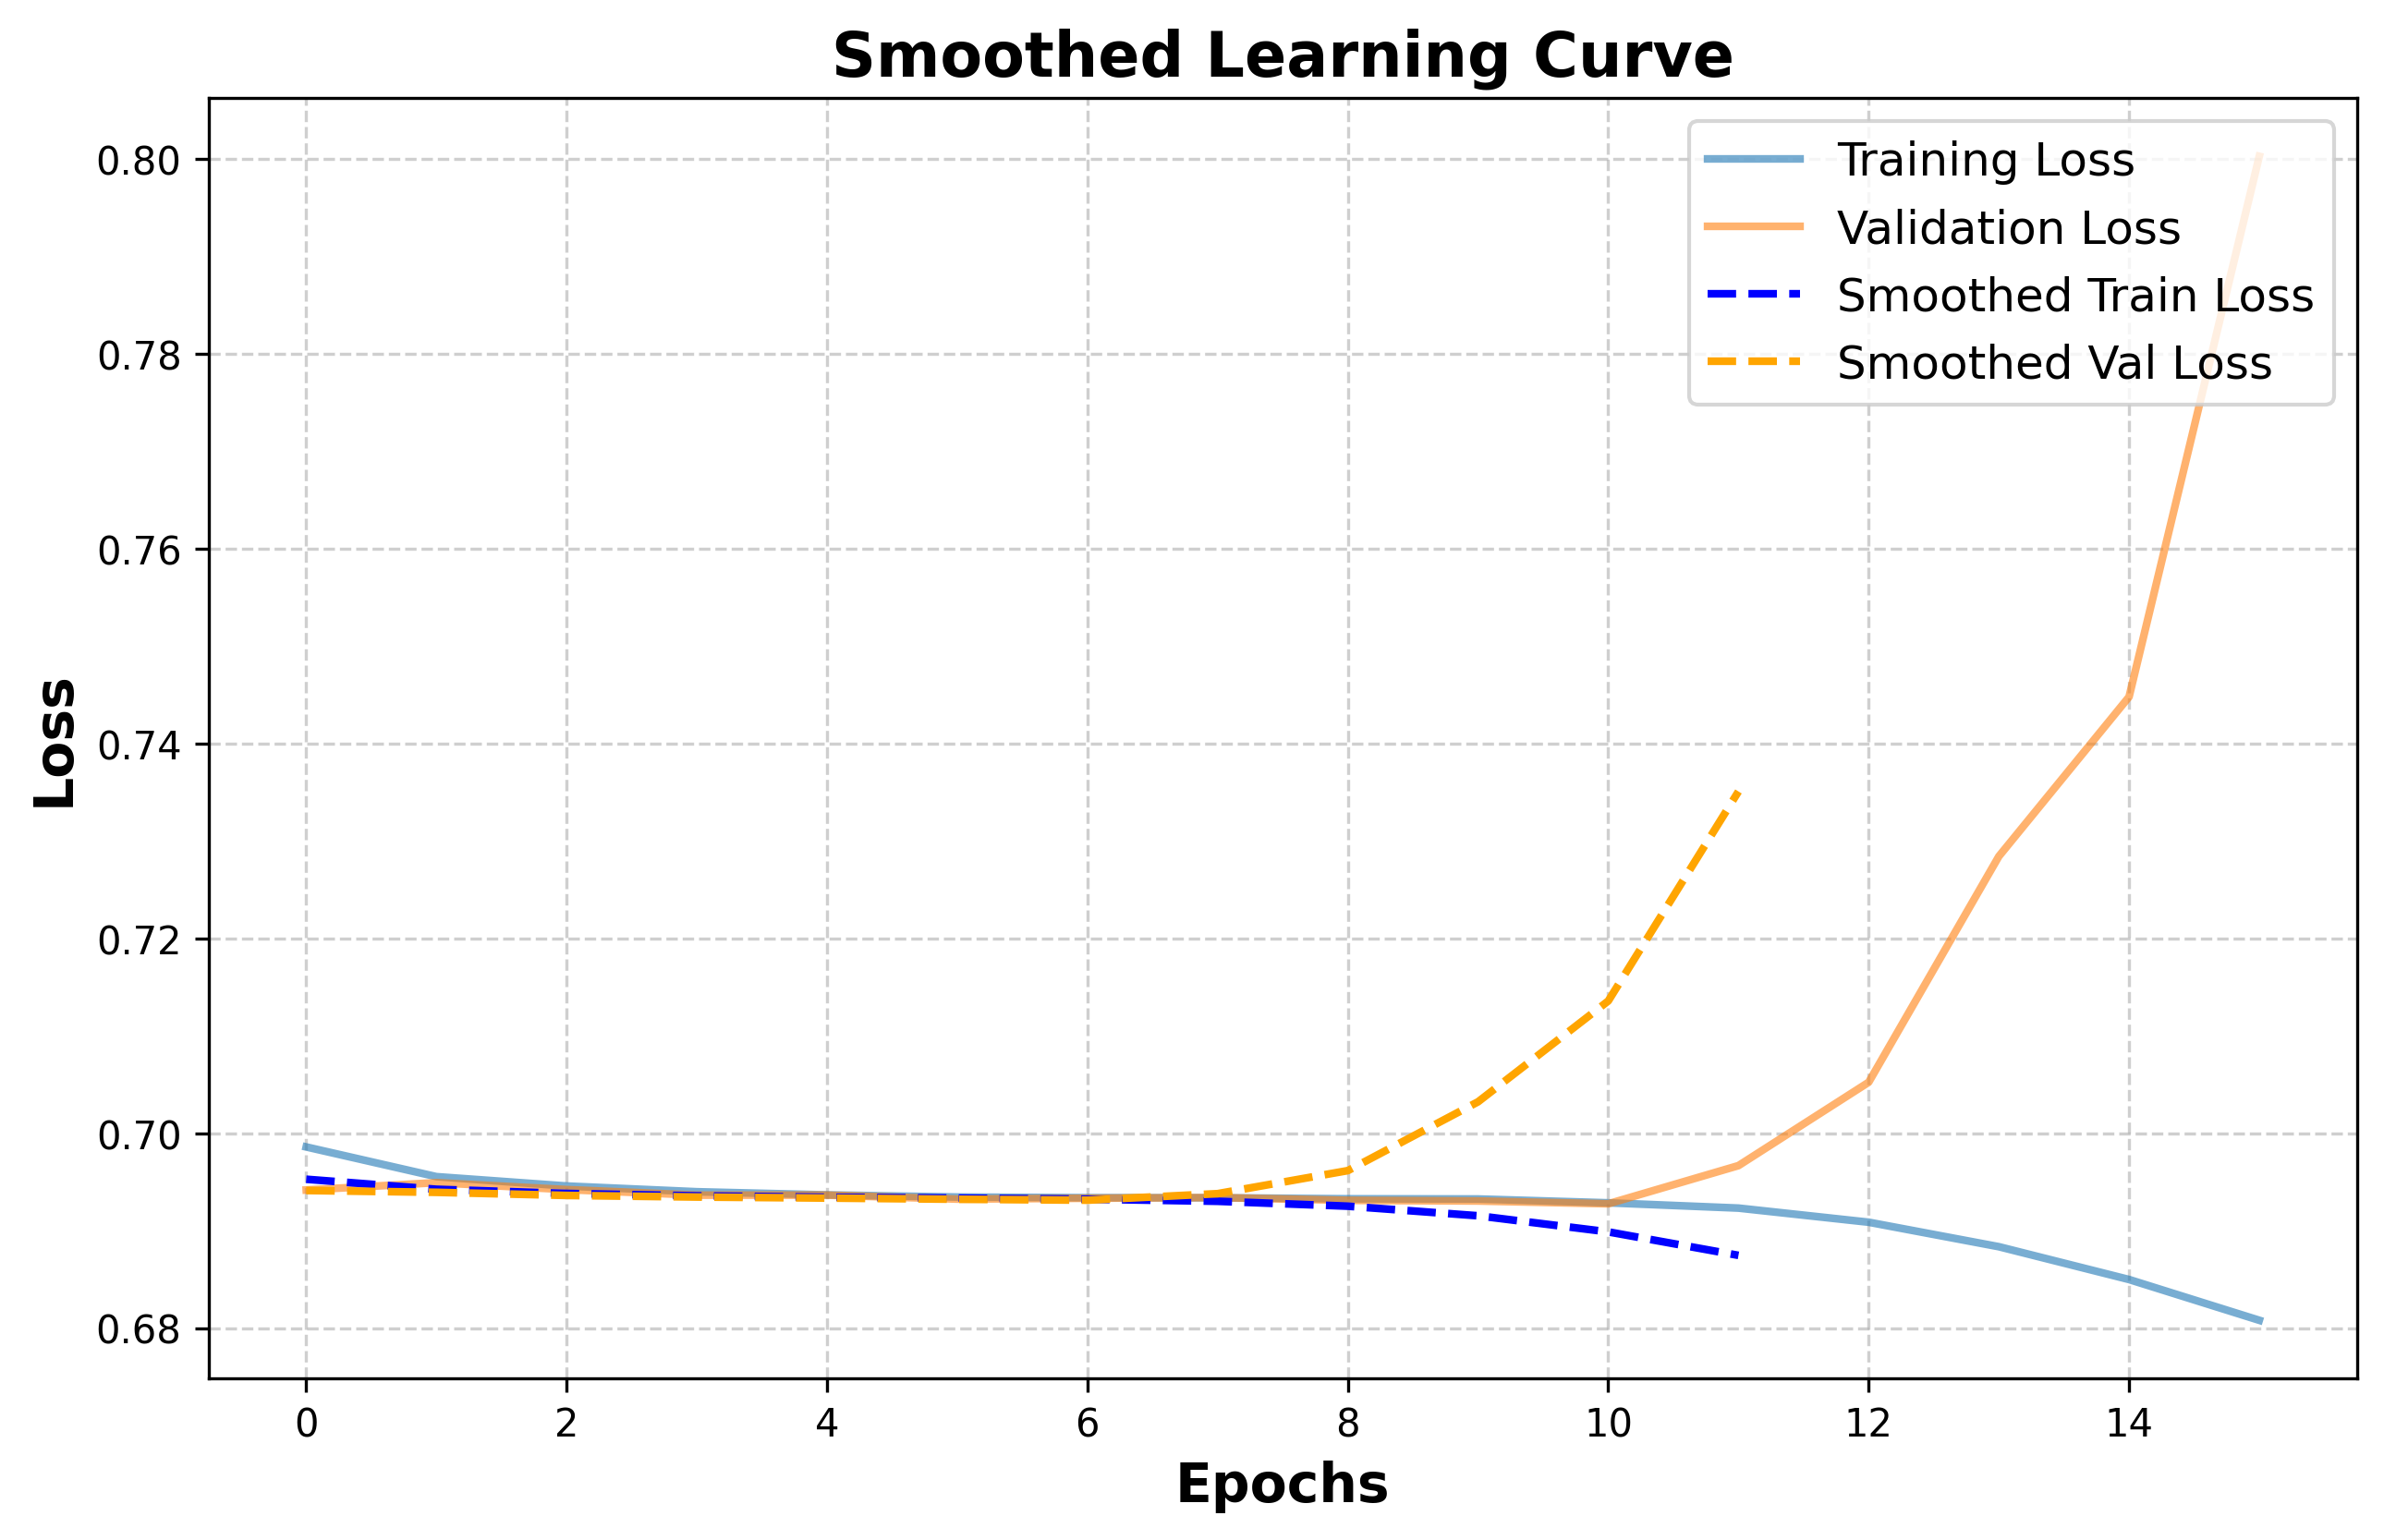 Smoothed Learning Curve
Training Loss
Validation Loss
Smoothed Train Loss
Smoothed Val Loss
Loss
0.80
0.78
0.76
0.74
0.72
0.70
0.68
0 2 4 6 8 10 12 14
Epochs